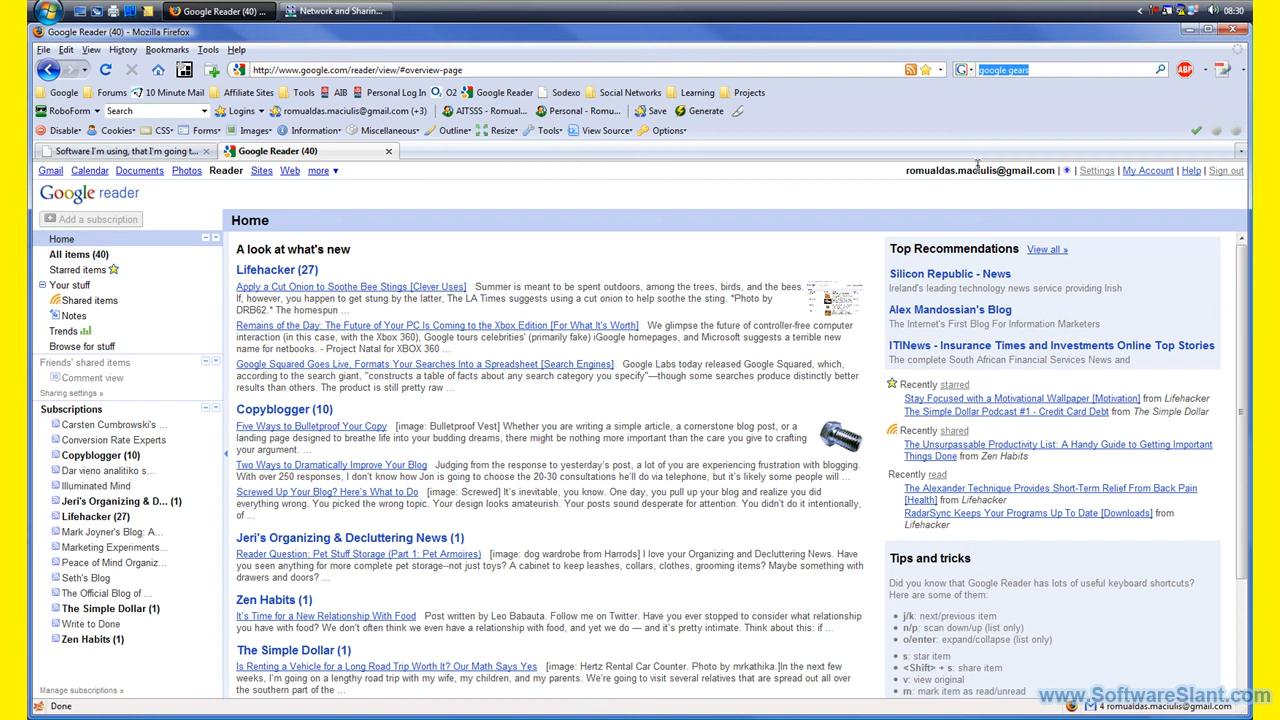 Google Reader (40) ...
Network and Sharin...
08:30
Google Reader (40) - Mozilla Firefox
File Edit View History Bookmarks Tools Help
http://www.google.com/reader/view/#overview-page
google gears
ABP
Google Forums 10 Minute Mail Affiliate Sites Tools AIB Personal Log In O2 Google Reader Sodexo Social Networks Learning Projects
RoboForm Search Logins romualdas.maciulis@gmail.com (+3) AITSSS - Romual... Personal - Romu... Save Generate
Disable Cookies CSS Forms Images Information Miscellaneous Outline Resize Tools View Source Options
Software I'm using, that I'm going t...
Google Reader (40)
Gmail Calendar Documents Photos Reader Sites Web more ▼
romualdas.maciulis@gmail.com | | Settings | My Account | Help | Sign out
Google reader
Add a subscription
Home
All items (40)
Starred items
Your stuff
Shared items
Notes
Trends
Browse for stuff
Friends' shared items
Comment view
Sharing settings »
Subscriptions
Carsten Cumbrowski's ...
Conversion Rate Experts
Copyblogger (10)
Dar vieno analitiko s...
Illuminated Mind
Jeri's Organizing & D... (1)
Lifehacker (27)
Mark Joyner's Blog: A...
Marketing Experiments...
Peace of Mind Organiz...
Seth's Blog
The Official Blog of ...
The Simple Dollar (1)
Write to Done
Zen Habits (1)
Manage subscriptions »
Home
A look at what's new
Lifehacker (27)
Apply a Cut Onion to Soothe Bee Stings [Clever Uses] Summer is meant to be spent outdoors, among the trees, birds, and the bees.
If, however, you happen to get stung by the latter, The LA Times suggests using a cut onion to help soothe the sting. *Photo by
DRB62.* The homespun ...
Remains of the Day: The Future of Your PC Is Coming to the Xbox Edition [For What It's Worth] We glimpse the future of controller-free computer
interaction (in this case, with the Xbox 360), Google tours celebrities' (primarily fake) iGoogle homepages, and Microsoft suggests a terrible new
name for netbooks. - Project Natal for XBOX 360 ...
Google Squared Goes Live, Formats Your Searches Into a Spreadsheet [Search Engines] Google Labs today released Google Squared, which,
according to the search giant, "constructs a table of facts about any search category you specify"—though some searches produce distinctly better
results than others. The product is still pretty raw ...
Copyblogger (10)
Five Ways to Bulletproof Your Copy [image: Bulletproof Vest] Whether you are writing a simple article, a cornerstone blog post, or a
landing page designed to breathe life into your budding dreams, there might be nothing more important than the care you give to crafting
your argument. ...
Two Ways to Dramatically Improve Your Blog Judging from the response to yesterday's post, a lot of you are experiencing frustration with blogging.
With over 250 responses, I don't know how Jon is going to choose the 20-30 consultations he'll do via telephone, but it's likely some people will ...
Screwed Up Your Blog? Here's What to Do [image: Screwed] It's inevitable, you know. One day, you pull up your blog and realize you did
everything wrong. You picked the wrong topic. Your design looks amateurish. Your posts sound desperate for attention. You didn't do it intentionally,
of ...
Jeri's Organizing & Decluttering News (1)
Reader Question: Pet Stuff Storage (Part 1: Pet Armoires) [image: dog wardrobe from Harrods] I love your Organizing and Decluttering News. Have
you seen anything for more complete pet storage--not just toys? A cabinet to keep leashes, collars, clothes, grooming items? Maybe something with
drawers and doors? ...
Zen Habits (1)
It's Time for a New Relationship With Food Post written by Leo Babauta. Follow me on Twitter. Have you ever stopped to consider what relationship
you have with food? We don't often think we even have a relationship with food, and yet we do — and it's pretty intimate. Think about this: if ...
The Simple Dollar (1)
Is Renting a Vehicle for a Long Road Trip Worth It? Our Math Says Yes [image: Hertz Rental Car Counter. Photo by mrkathika.]In the next few
weeks, I'm going on a lengthy road trip with my wife, my children, and my parents. We're going to visit several relatives that are spread out all over
the southern part of the ...
Top Recommendations View all »
Silicon Republic - News
Ireland's leading technology news service providing Irish
Alex Mandossian's Blog
The Internet's First Blog For Information Marketers
ITINews - Insurance Times and Investments Online Top Stories
The complete South African Financial Services News and
Recently starred
Stay Focused with a Motivational Wallpaper [Motivation] from Lifehacker
The Simple Dollar Podcast #1 - Credit Card Debt from The Simple Dollar
Recently shared
The Unsurpassable Productivity List: A Handy Guide to Getting Important
Things Done from Zen Habits
Recently read
The Alexander Technique Provides Short-Term Relief From Back Pain
[Health] from Lifehacker
RadarSync Keeps Your Programs Up To Date [Downloads] from
Lifehacker
Tips and tricks
Did you know that Google Reader has lots of useful keyboard shortcuts?
Here are some of them:
j/k: next/previous item
n/p: scan down/up (list only)
o/enter: expand/collapse (list only)
s: star item
<Shift> + s: share item
v: view original
m: mark item as read/unread
Done
4 romualdas.maciulis@gmail.com
www.SoftwareSlant.com